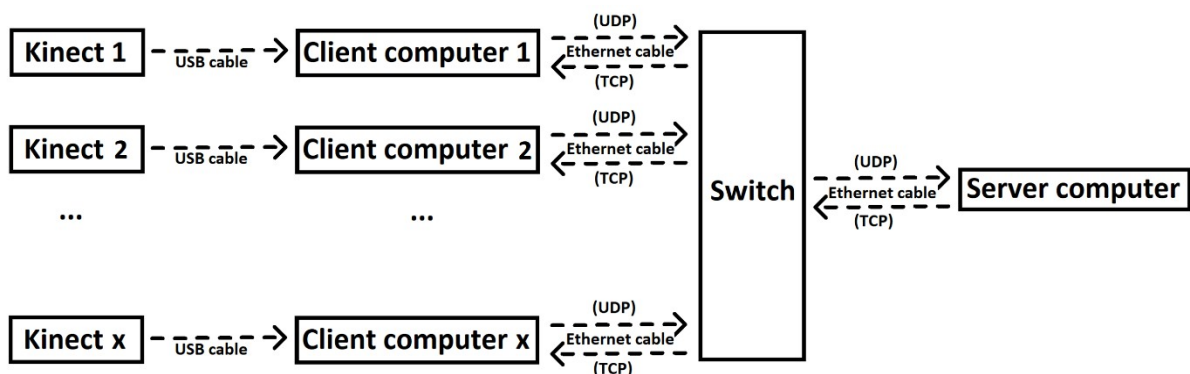 Kinect 1
USB cable
Client computer 1
(UDP)
Ethernet cable
(TCP)
Kinect 2
USB cable
Client computer 2
(UDP)
Ethernet cable
(TCP)
...
...
Kinect x
USB cable
Client computer x
(UDP)
Ethernet cable
(TCP)
Switch
(UDP)
Ethernet cable
(TCP)
Server computer